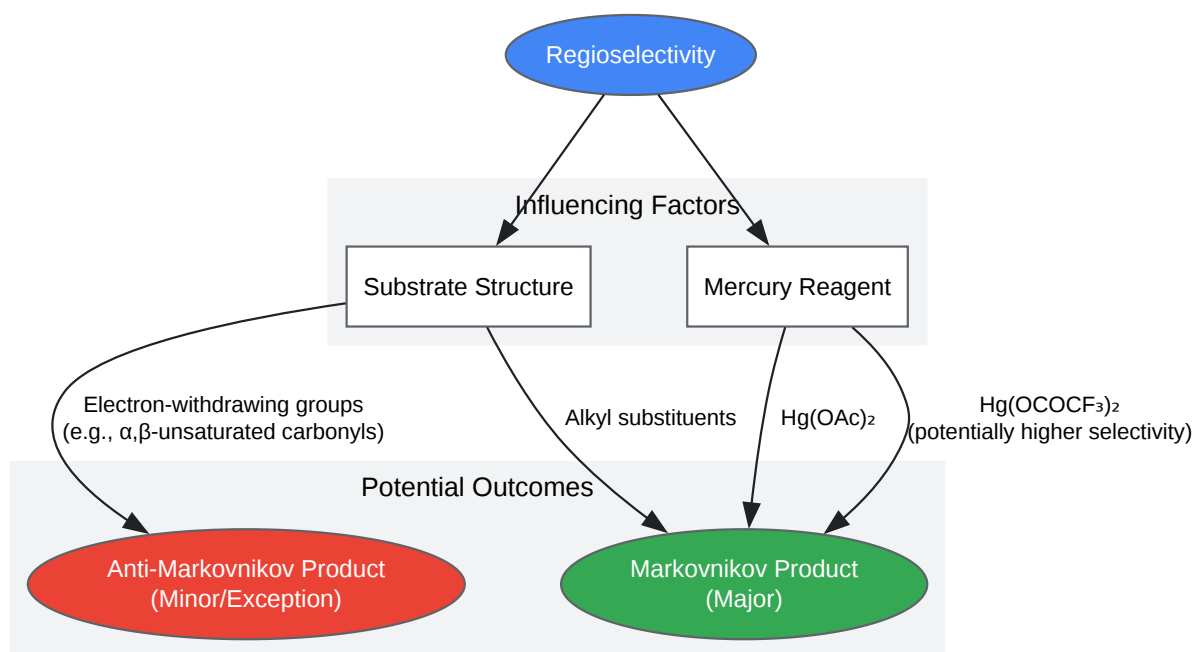 Regioselectivity
Influencing Factors
Substrate Structure
Mercury Reagent
Electron-withdrawing groups
(e.g., α,β-unsaturated carbonyls)
Alkyl substituents
Hg(OAc)₂
Hg(OCOCF₃)₂
(potentially higher selectivity)
Potential Outcomes
Anti-Markovnikov Product
(Minor/Exception)
Markovnikov Product
(Major)